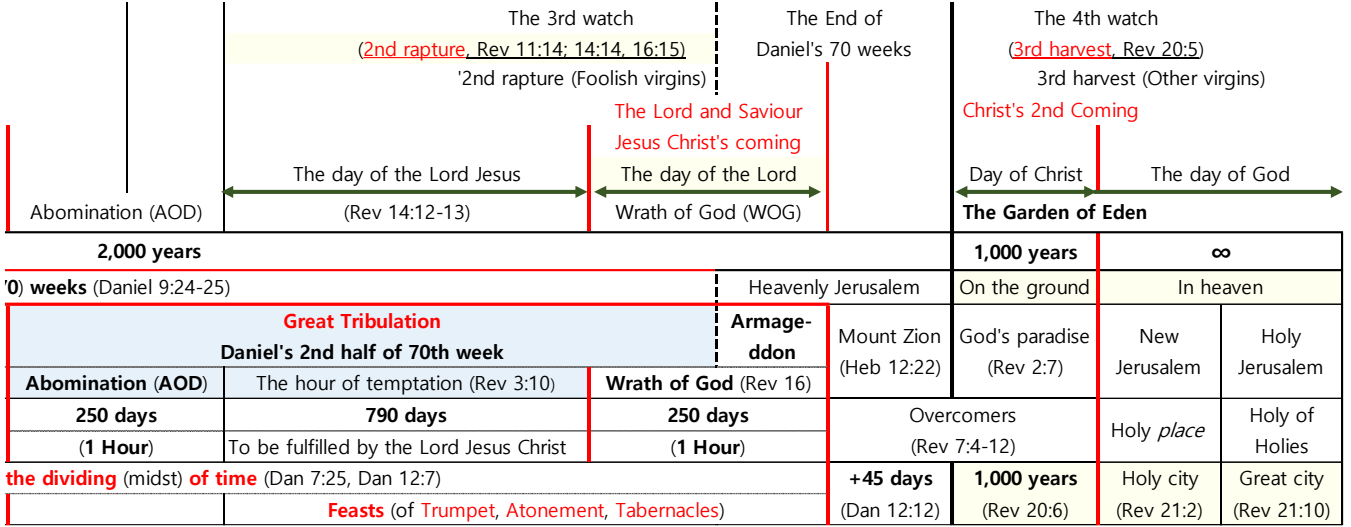 The 3rd watch
The End of
The 4th watch
(2nd rapture, Rev 11:14; 14:14, 16:15)
Daniel's 70 weeks
(3rd harvest, Rev 20:5)
'2nd rapture (Foolish virgins)
3rd harvest (Other virgins)
The Lord and Saviour
Christ's 2nd Coming
Jesus Christ's coming
The day of the Lord Jesus
The day of the Lord
Day of Christ
The day of God
Abomination (AOD)
(Rev 14:12-13)
Wrath of God (WOG)
The Garden of Eden
2,000 years
1,000 years
∞
'0) weeks (Daniel 9:24-25)
Heavenly Jerusalem
On the ground
In heaven
Great Tribulation
Daniel's 2nd half of 70th week
Armage-
ddon
Mount Zion
(Heb 12:22)
God's paradise
(Rev 2:7)
New
Jerusalem
Holy
Jerusalem
Abomination (AOD)
The hour of temptation (Rev 3:10)
Wrath of God (Rev 16)
250 days
790 days
250 days
Overcomers
(Rev 7:4-12)
Holy place
Holy of
Holies
(1 Hour)
To be fulfilled by the Lord Jesus Christ
(1 Hour)
the dividing (midst) of time (Dan 7:25, Dan 12:7)
+45 days
(Dan 12:12)
1,000 years
(Rev 20:6)
Holy city
(Rev 21:2)
Great city
(Rev 21:10)
Feasts (of Trumpet, Atonement, Tabernacles)